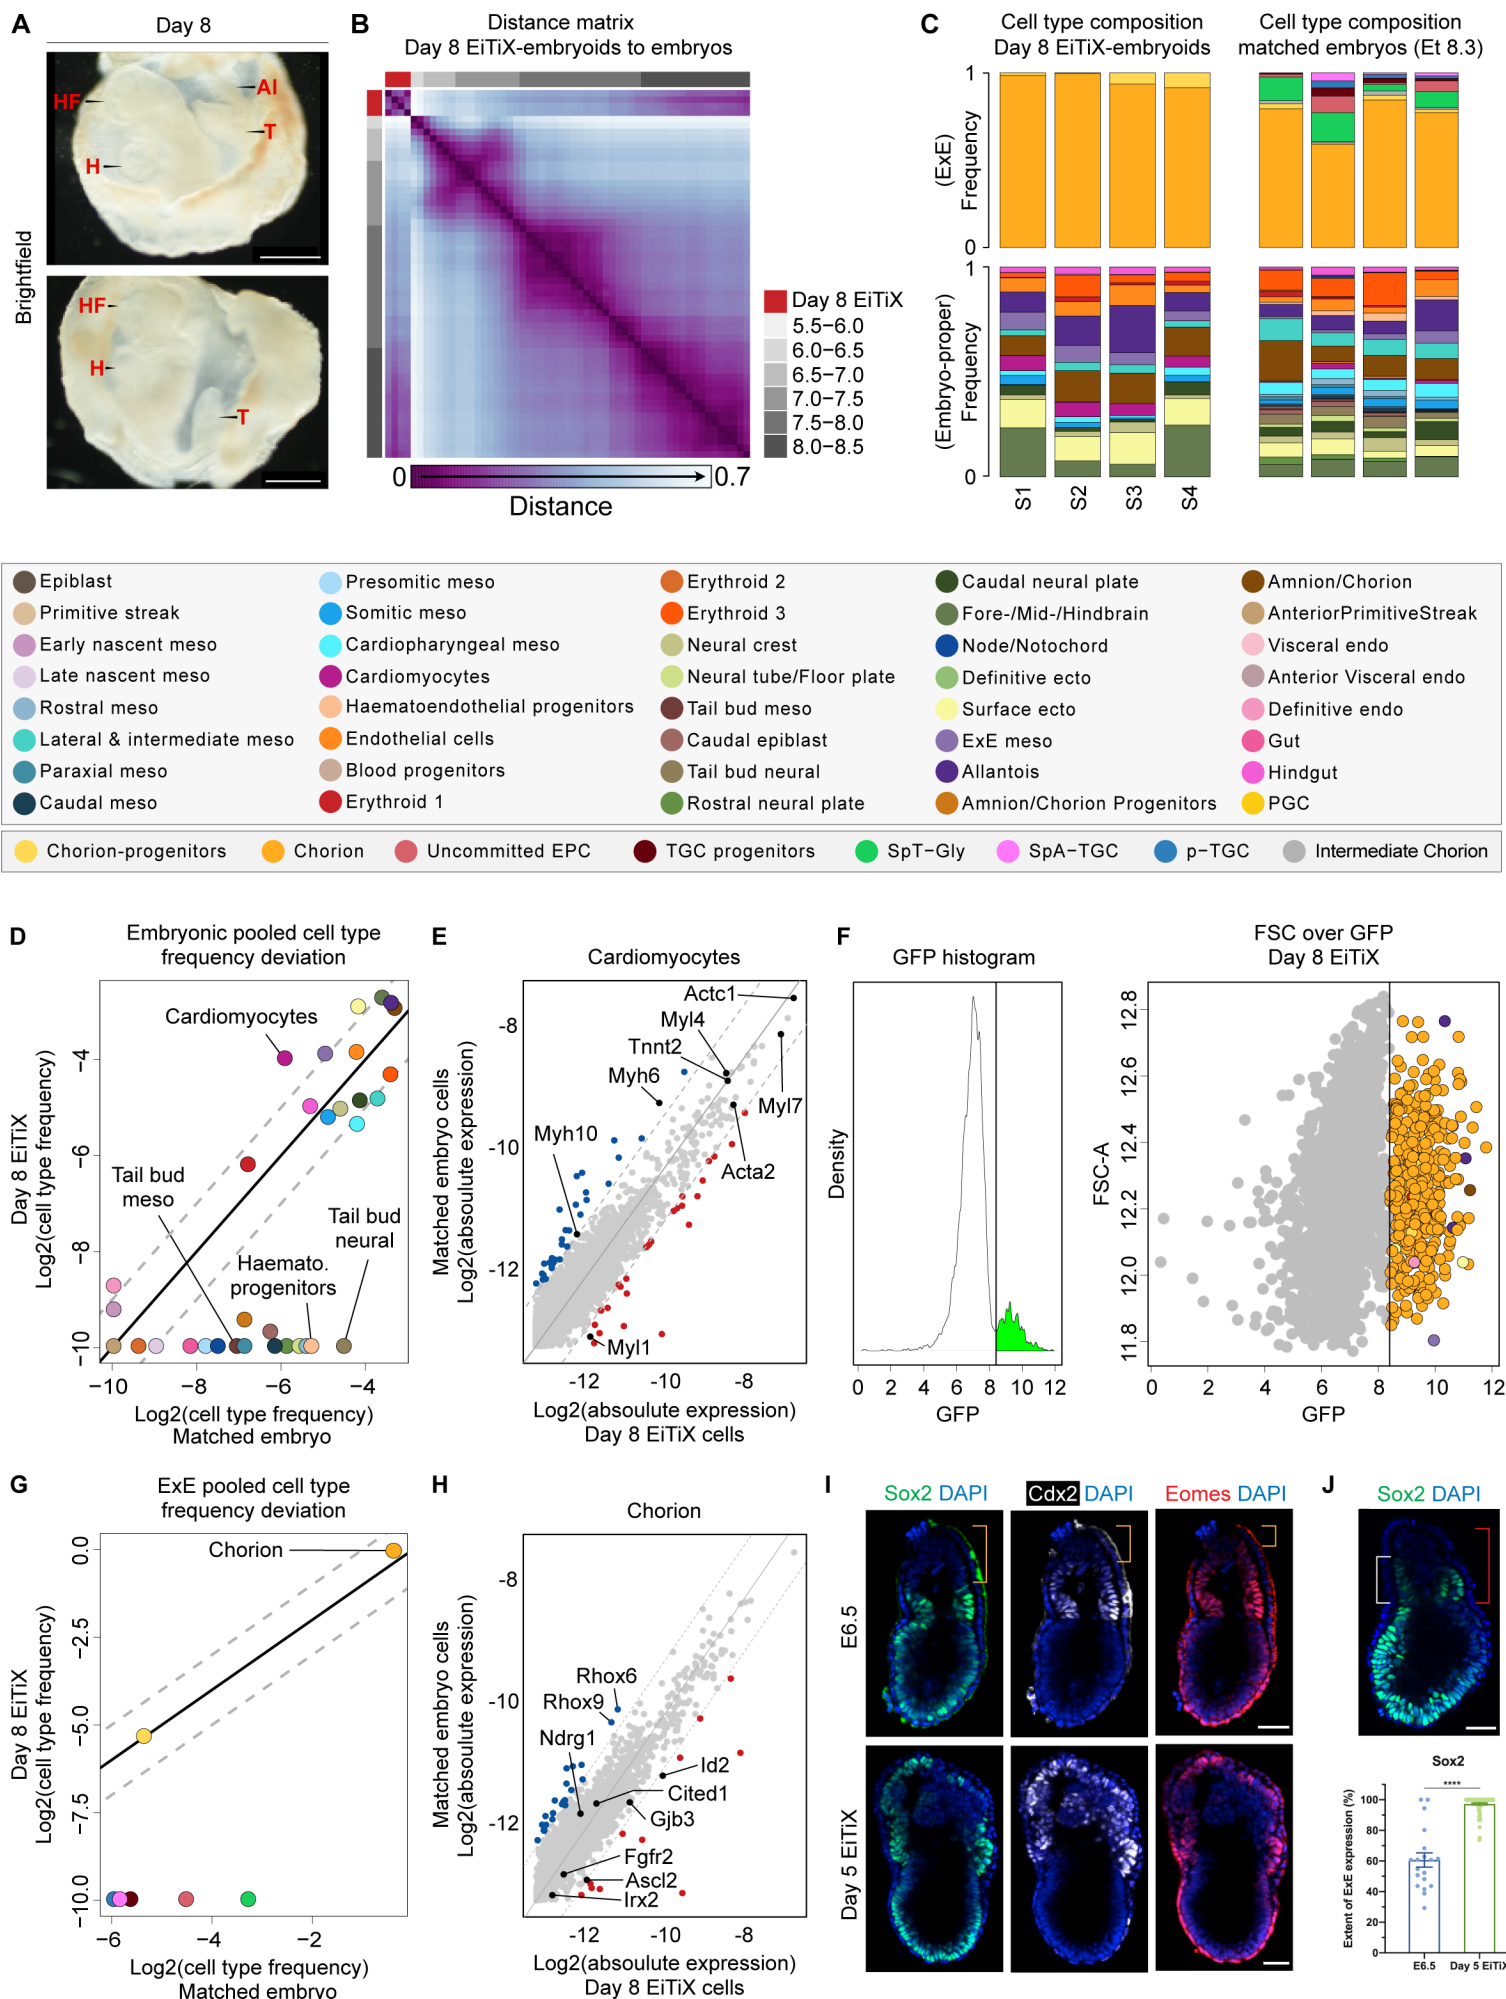 A
Day 8
Brightfield
HF
Al
T
H
HF
H
T
B
Distance matrix
Day 8 EiTiX-embryoids to embryos
Day 8 EiTiX
5.5−6.0
6.0−6.5
6.5−7.0
7.0−7.5
7.5−8.0
8.0−8.5
0
0.7
Distance
C
Cell type composition
Day 8 EiTiX-embryoids
Cell type composition
matched embryos (Et 8.3)
(ExE)
Frequency
1
0
(Embryo-proper)
Frequency
1
0
S1
S2
S3
S4
Epiblast
Primitive streak
Early nascent meso
Late nascent meso
Rostral meso
Lateral & intermediate meso
Paraxial meso
Caudal meso
Presomitic meso
Somitic meso
Cardiopharyngeal meso
Cardiomyocytes
Haematoendothelial progenitors
Endothelial cells
Blood progenitors
Erythroid 1
Erythroid 2
Erythroid 3
Neural crest
Neural tube/Floor plate
Tail bud meso
Caudal epiblast
Tail bud neural
Rostral neural plate
Caudal neural plate
Fore-/Mid-/Hindbrain
Node/Notochord
Definitive ecto
Surface ecto
ExE meso
Allantois
Amnion/Chorion Progenitors
Amnion/Chorion
AnteriorPrimitiveStreak
Visceral endo
Anterior Visceral endo
Definitive endo
Gut
Hindgut
PGC
Chorion-progenitors
Chorion
Uncommitted EPC
TGC progenitors
SpT−Gly
SpA−TGC
p−TGC
Intermediate Chorion
D
Embryonic pooled cell type
frequency deviation
Day 8 EiTiX
Log2(cell type frequency)
−4
−6
−8
−10
Cardiomyocytes
Tail bud
meso
Haemato.
progenitors
Tail bud
neural
−10 −8 −6 −4
Log2(cell type frequency)
Matched embryo
E
Cardiomyocytes
Matched embryo cells
Log2(absoulute expression)
-8
-10
-12
Actc1
Myl4
Tnnt2
Myh6
Myh10
Myl7
Acta2
Myl1
-12 -10 -8
Log2(absoulute expression)
Day 8 EiTiX cells
F
GFP histogram
Density
0 2 4 6 8 10 12
GFP
FSC over GFP
Day 8 EiTiX
FSC-A
12.8
12.6
12.4
12.2
12.0
11.8
0 2 4 6 8 10 12
GFP
G
ExE pooled cell type
frequency deviation
Day 8 EiTiX
Log2(cell type frequency)
0.0
−2.5
−5.0
−7.5
−10.0
Chorion
−6 −4 −2
Log2(cell type frequency)
Matched embryo
H
Chorion
Matched embryo cells
Log2(absoulute expression)
-8
-10
-12
Rhox6
Rhox9
Ndrg1
Id2
Cited1
Gjb3
Fgfr2
Ascl2
Irx2
-12 -10 -8
Log2(absoulute expression)
Day 8 EiTiX cells
I
Sox2 DAPI
Cdx2 DAPI
Eomes DAPI
E6.5
Day 5 EiTiX
J
Sox2 DAPI
Sox2
****
Extent of ExE expression (%)
100
80
60
40
20
0
E6.5
Day 5 EiTiX